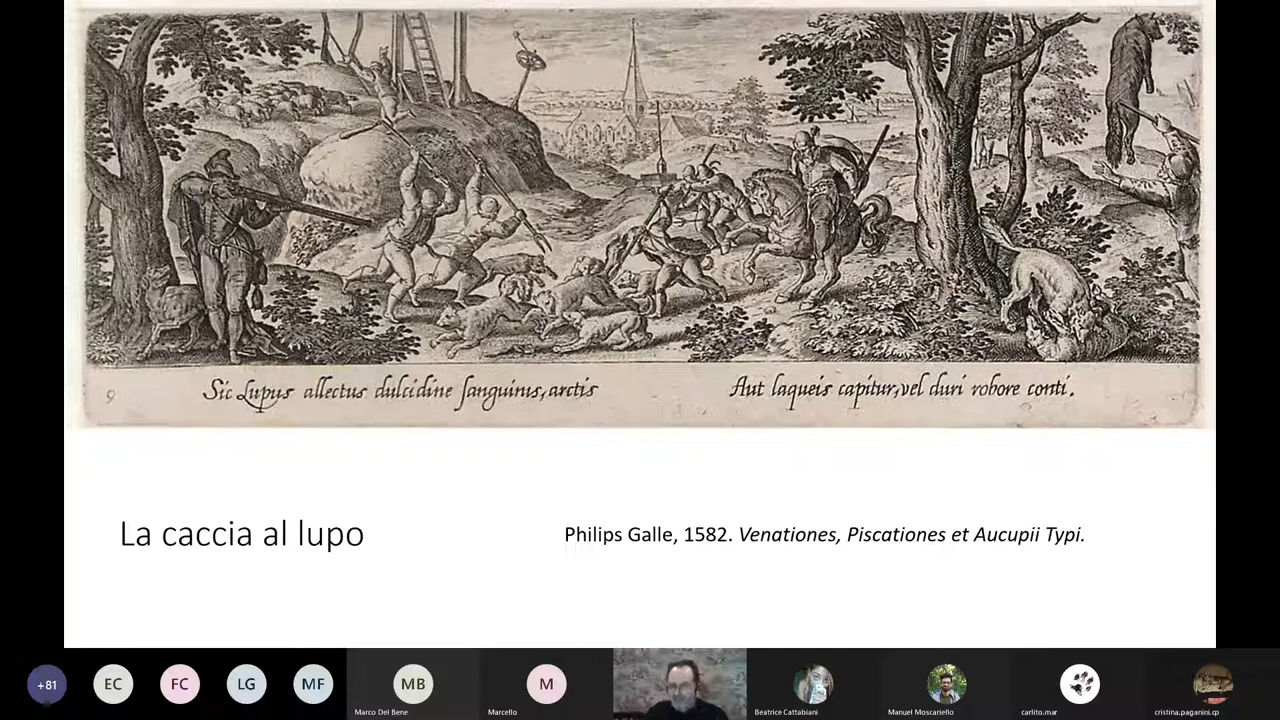 9
Sic Lupus allectus dulcidine sanguinis, arctis
Aut laqueis capitur, vel duri robore conti.
La caccia al lupo
Philips Galle, 1582. Venationes, Piscationes et Aucupii Typi.
+81
EC
FC
LG
MF
MB
Marco Del Bene
M
Marcello
Beatrice Cattabiani
Manuel Moscariello
carlito.mar
cristina.paganini.cp